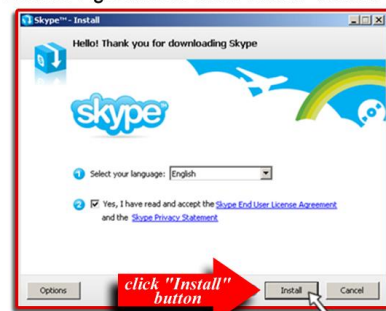 Skype™ - Install
Hello! Thank you for downloading Skype
skype™
1 Select your language: English
2 Yes, I have read and accept the Skype End User License Agreement
and the Skype Privacy Statement
Options
click "Install"
button
Install
Cancel